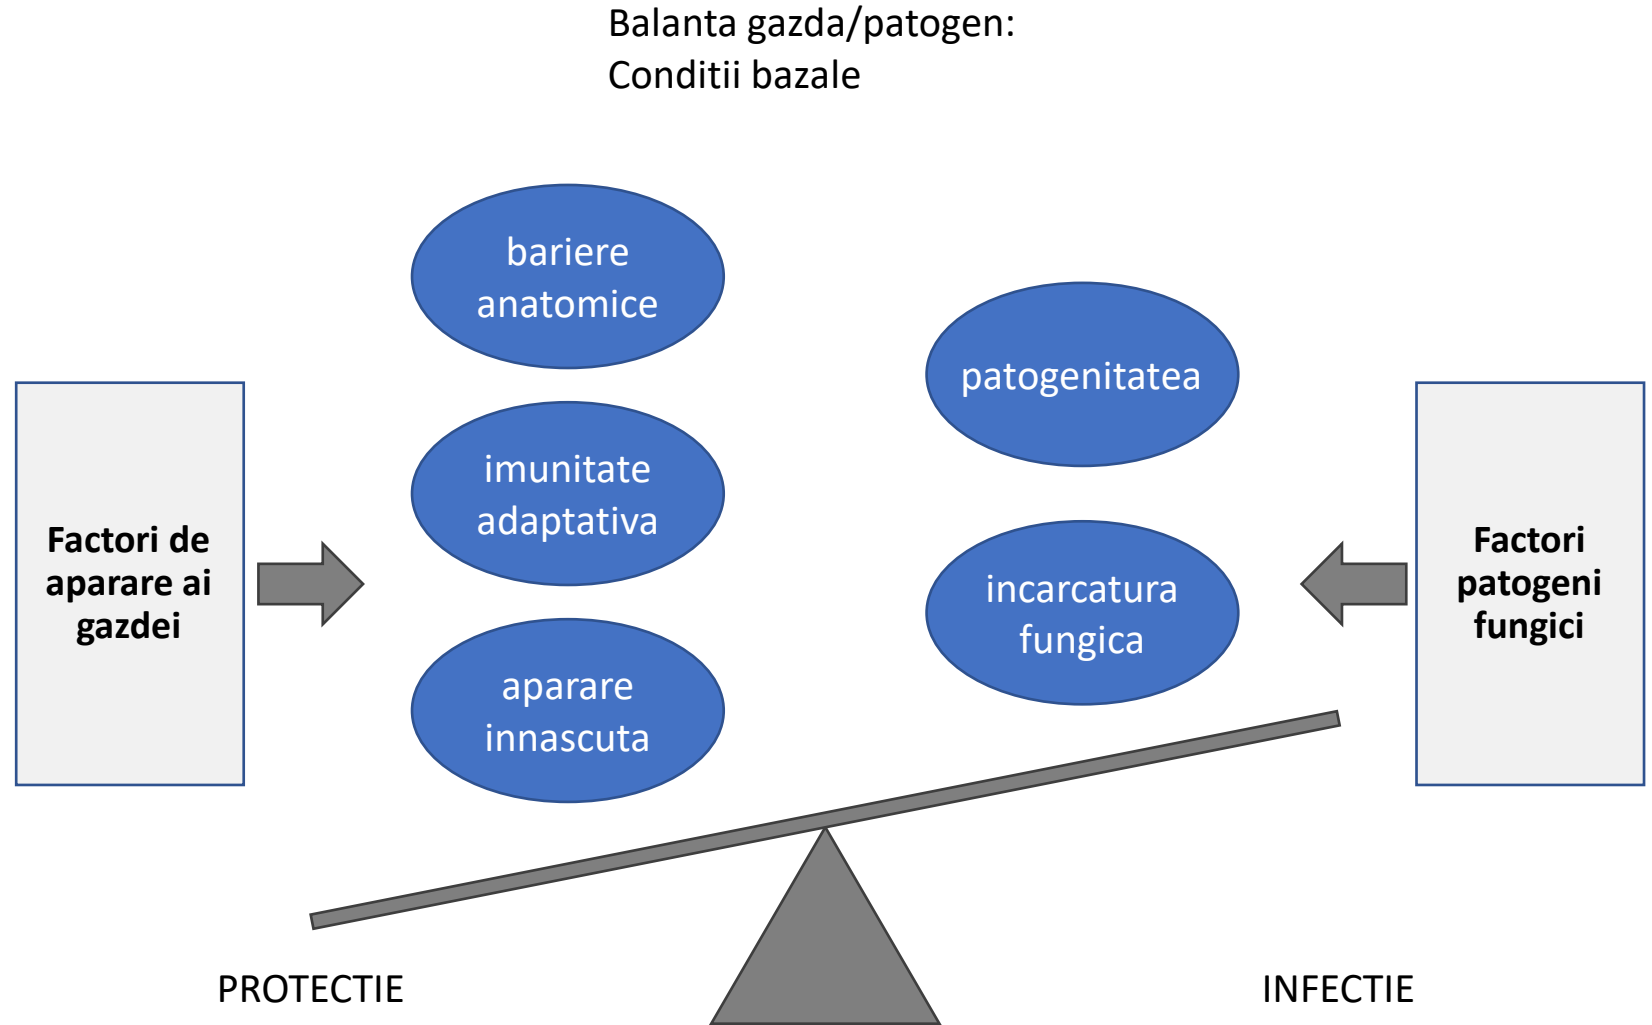 Balanta gazda/patogen:
Conditii bazale
bariere
anatomice
patogenitatea
imunitate
adaptativa
Factori de
aparare ai
gazdei
Factori
patogeni
fungici
incarcatura
fungica
aparare
innascuta
PROTECTIE
INFECTIE